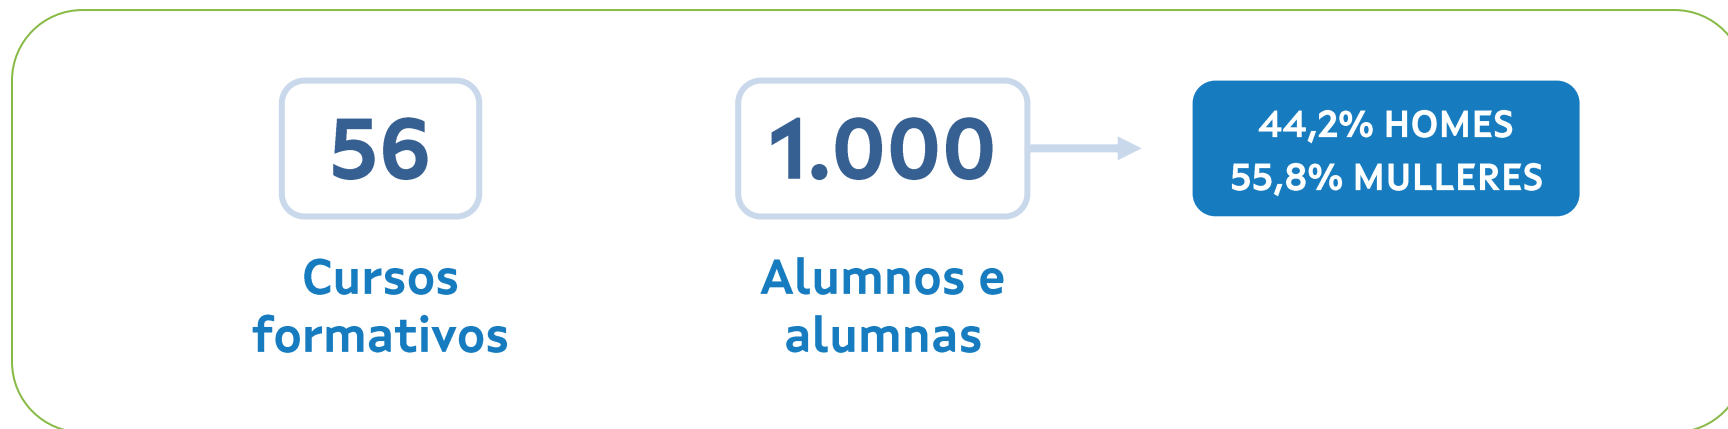 56
Cursos
formativos
1.000
Alumnos e
alumnas
44,2% HOMES
55,8% MULLERES